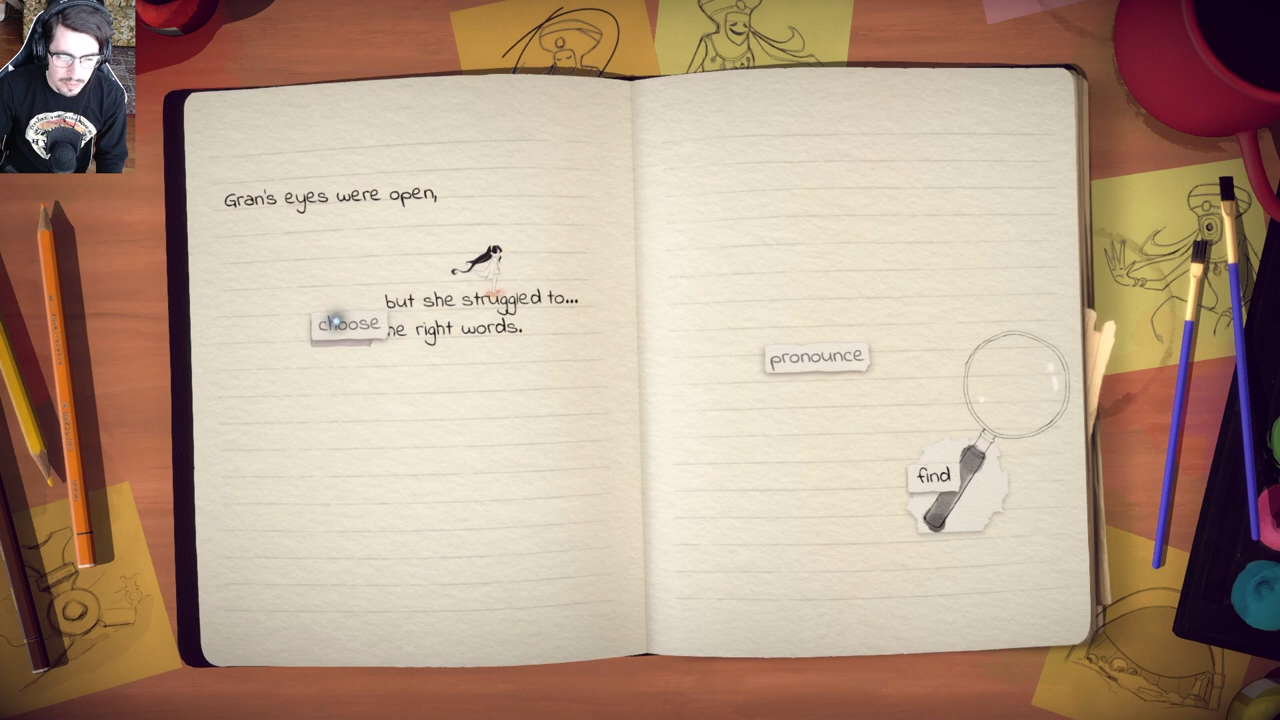 Gran's eyes were open,
but she struggled to...
choose
he right words.
pronounce
find